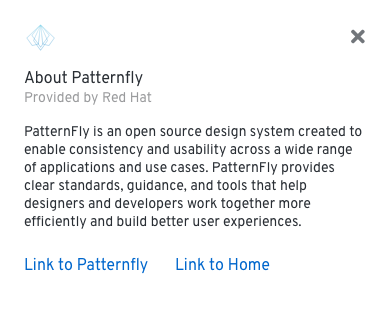 About Patternfly
Provided by Red Hat
PatternFly is an open source design system created to
enable consistency and usability across a wide range
of applications and use cases. PatternFly provides
clear standards, guidance, and tools that help
designers and developers work together more
efficiently and build better user experiences.
Link to Patternfly Link to Home